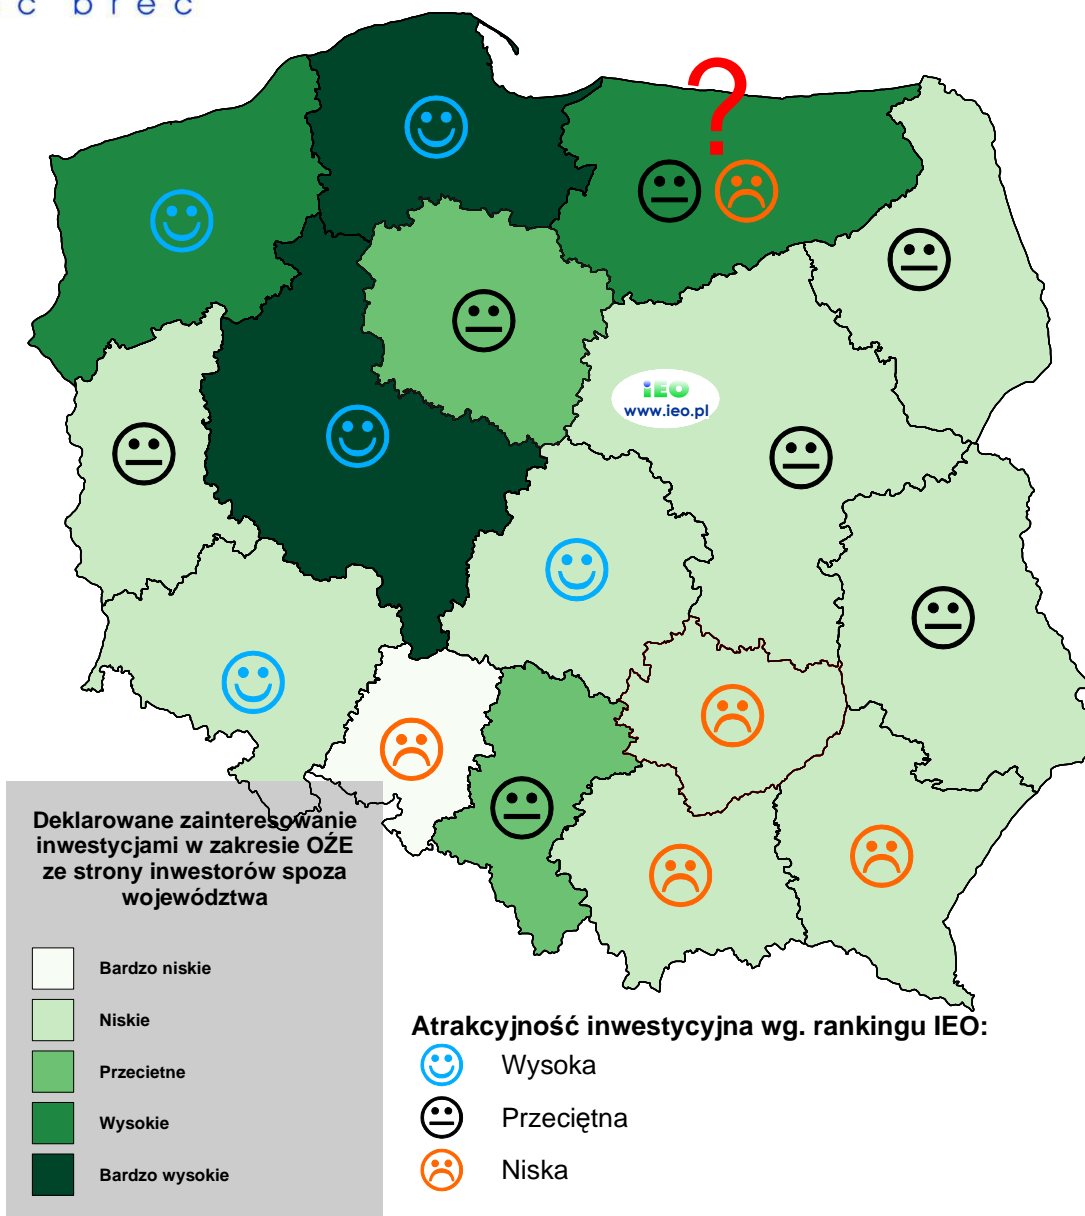 c brec
?
iEO
www.ieo.pl
Deklarowane zainteresowanie
inwestycjami w zakresie OŹE
ze strony inwestorów spoza
województwa
Bardzo niskie
Niskie
Przecietne
Wysokie
Bardzo wysokie
Atrakcyjność inwestycyjna wg. rankingu IEO:
Wysoka
Przeciętna
Niska